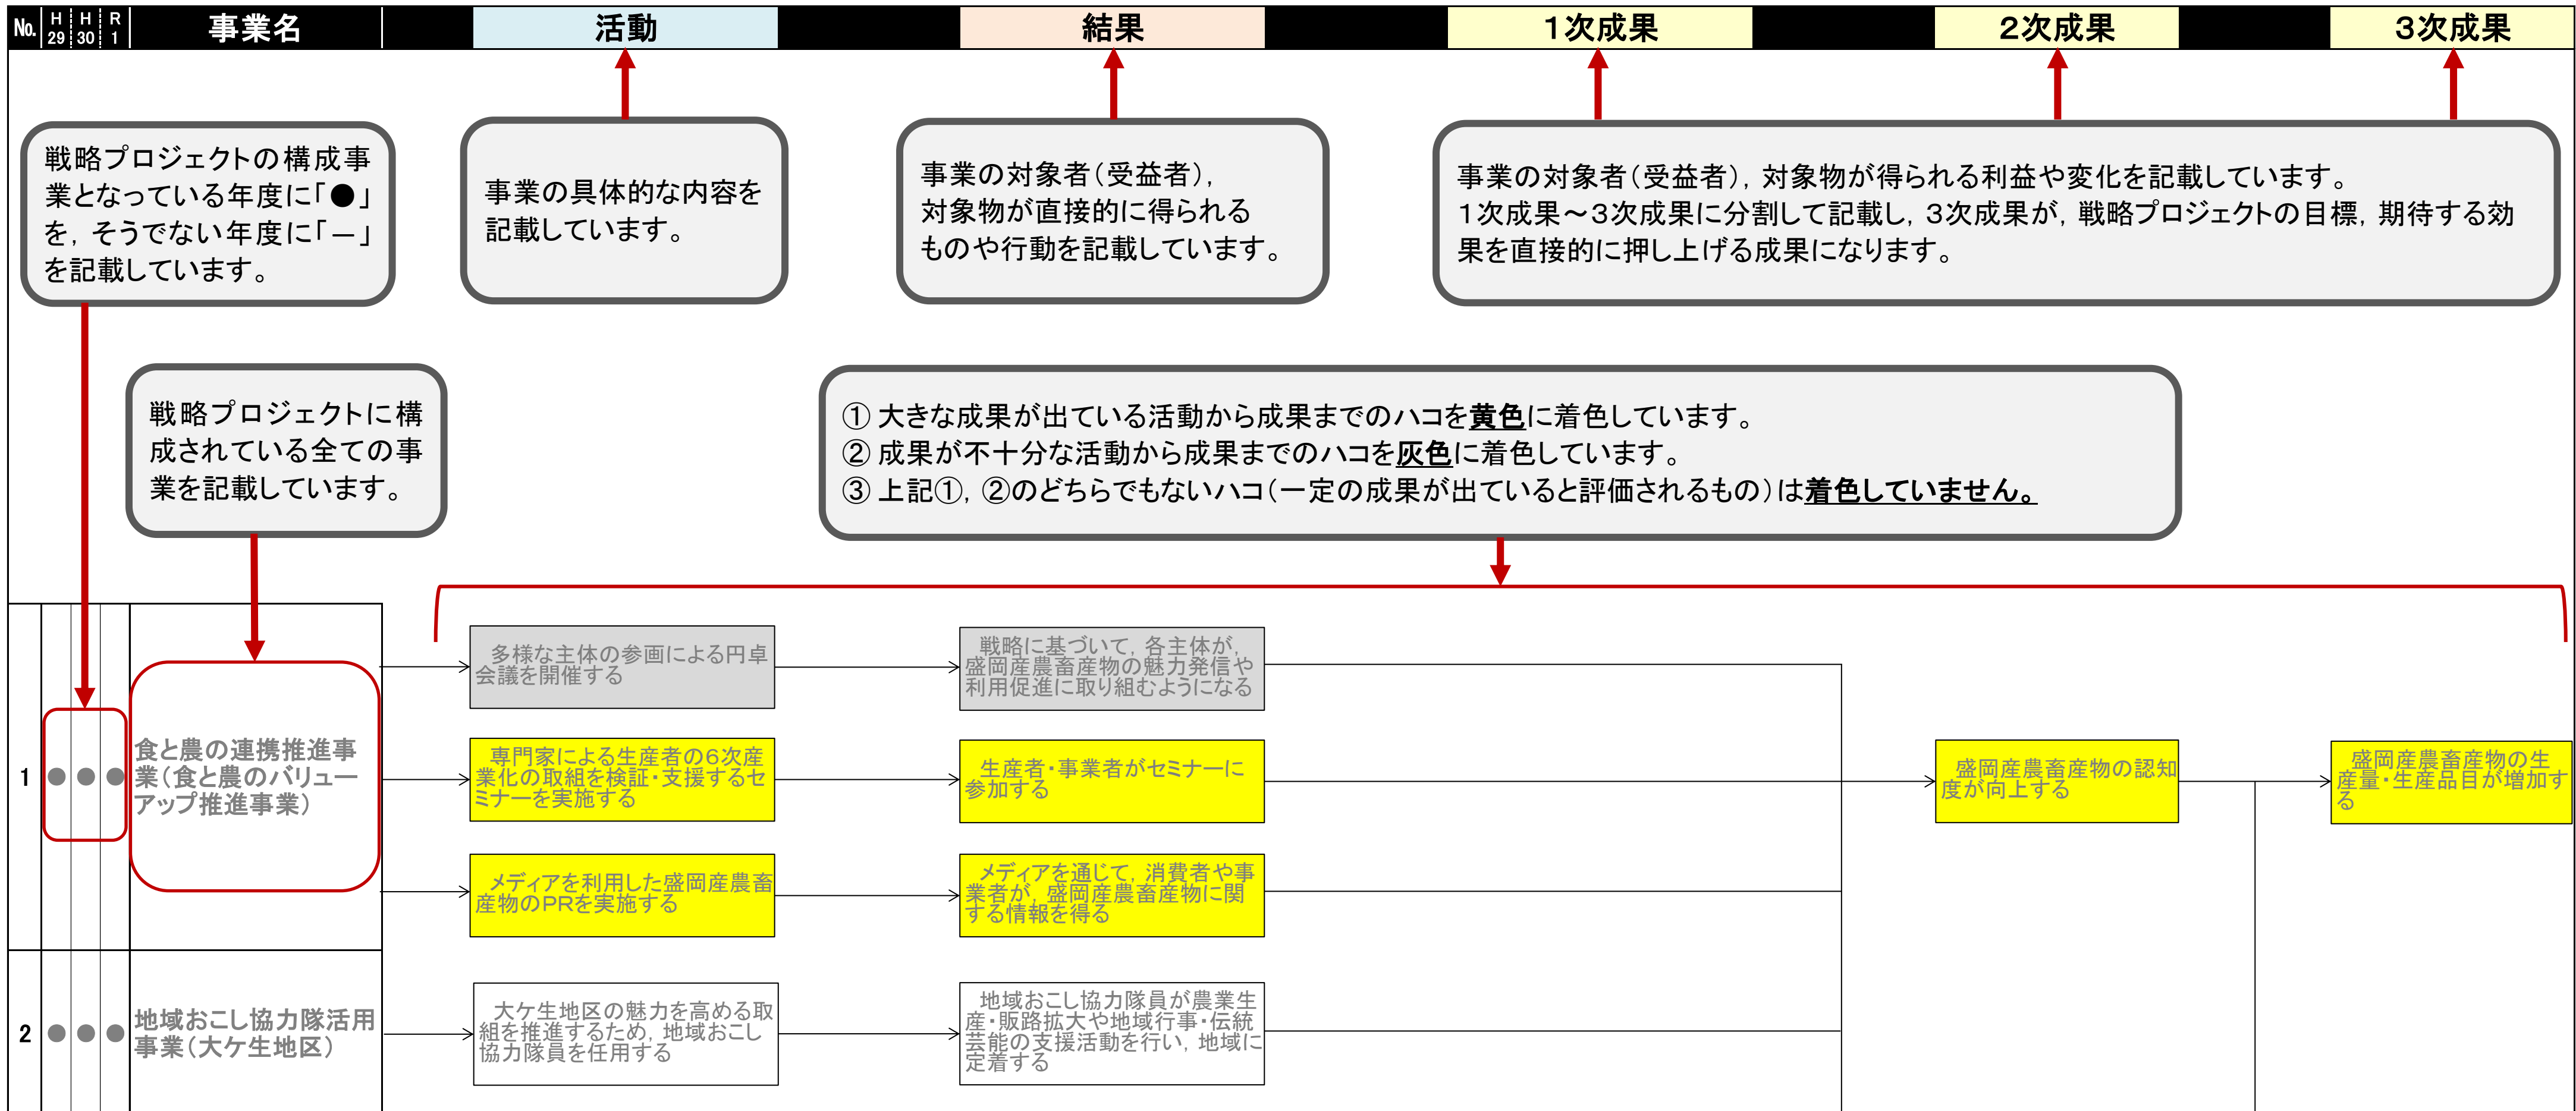 No.
H
29
H
30
R
1
事業名
活動
結果
１次成果
２次成果
３次成果
戦略プロジェクトの構成事
業となっている年度に「●」
を，そうでない年度に「－」
を記載しています。
事業の具体的な内容を
記載しています。
事業の対象者（受益者），
対象物が直接的に得られる
ものや行動を記載しています。
事業の対象者（受益者），対象物が得られる利益や変化を記載しています。
１次成果～３次成果に分割して記載し，３次成果が，戦略プロジェクトの目標，期待する効
果を直接的に押し上げる成果になります。
戦略プロジェクトに構
成されている全ての事
業を記載しています。
① 大きな成果が出ている活動から成果までのハコを黄色に着色しています。
② 成果が不十分な活動から成果までのハコを灰色に着色しています。
③ 上記①，②のどちらでもないハコ（一定の成果が出ていると評価されるもの）は着色していません。
1
● ● ●
食と農の連携推進事
業（食と農のバリュー
アップ推進事業）
多様な主体の参画による円卓
会議を開催する
戦略に基づいて，各主体が，
盛岡産農畜産物の魅力発信や
利用促進に取り組むようになる
専門家による生産者の６次産
業化の取組を検証・支援するセ
ミナーを実施する
生産者・事業者がセミナーに
参加する
盛岡産農畜産物の認知
度が向上する
盛岡産農畜産物の生
産量・生産品目が増加す
る
メディアを利用した盛岡産農畜
産物のＰＲを実施する
メディアを通じて，消費者や事
業者が，盛岡産農畜産物に関
する情報を得る
2
● ● ●
地域おこし協力隊活用
事業（大ケ生地区）
大ケ生地区の魅力を高める取
組を推進するため，地域おこし
協力隊員を任用する
地域おこし協力隊員が農業生
産・販路拡大や地域行事・伝統
芸能の支援活動を行い，地域に
定着する